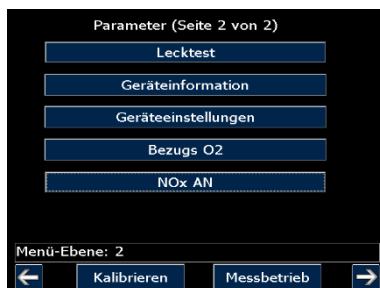 Parameter (Seite 2 von 2)
Lecktest
Geräteinformation
Geräteeinstellungen
Bezugs O2
NOx AN
Menü-Ebene: 2
Kalibrieren Messbetrieb